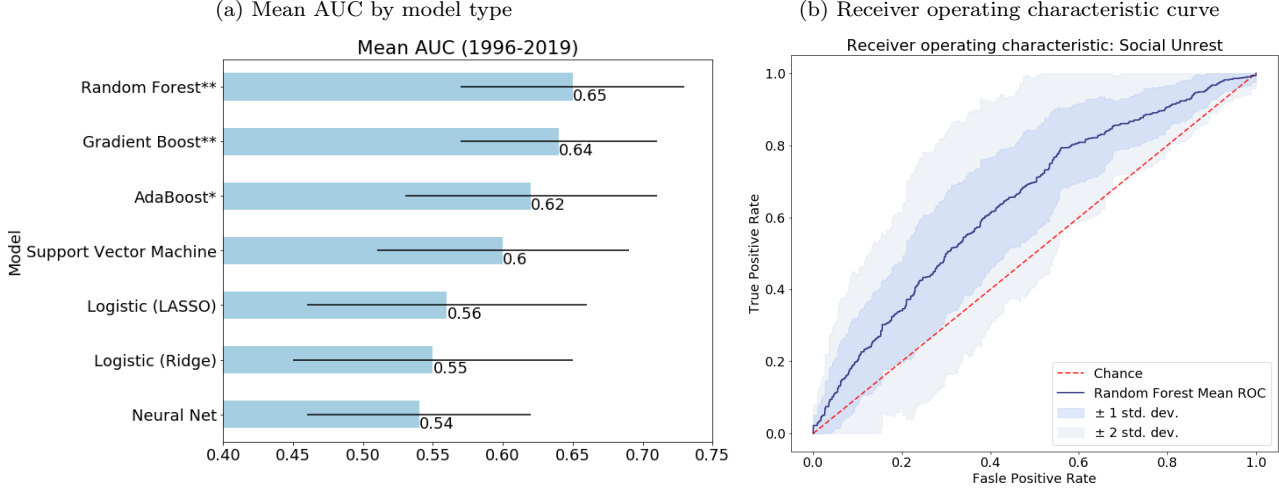 (a) Mean AUC by model type
Mean AUC (1996-2019)
Model
Random Forest**
0.65
Gradient Boost**
0.64
AdaBoost*
0.62
Support Vector Machine
0.6
Logistic (LASSO)
0.56
Logistic (Ridge)
0.55
Neural Net
0.54
0.40 0.45 0.50 0.55 0.60 0.65 0.70 0.75
(b) Receiver operating characteristic curve
Receiver operating characteristic: Social Unrest
True Positive Rate
1.0
0.8
0.6
0.4
0.2
0.0
Chance
Random Forest Mean ROC
± 1 std. dev.
± 2 std. dev.
0.0 0.2 0.4 0.6 0.8 1.0
Fasle Positive Rate